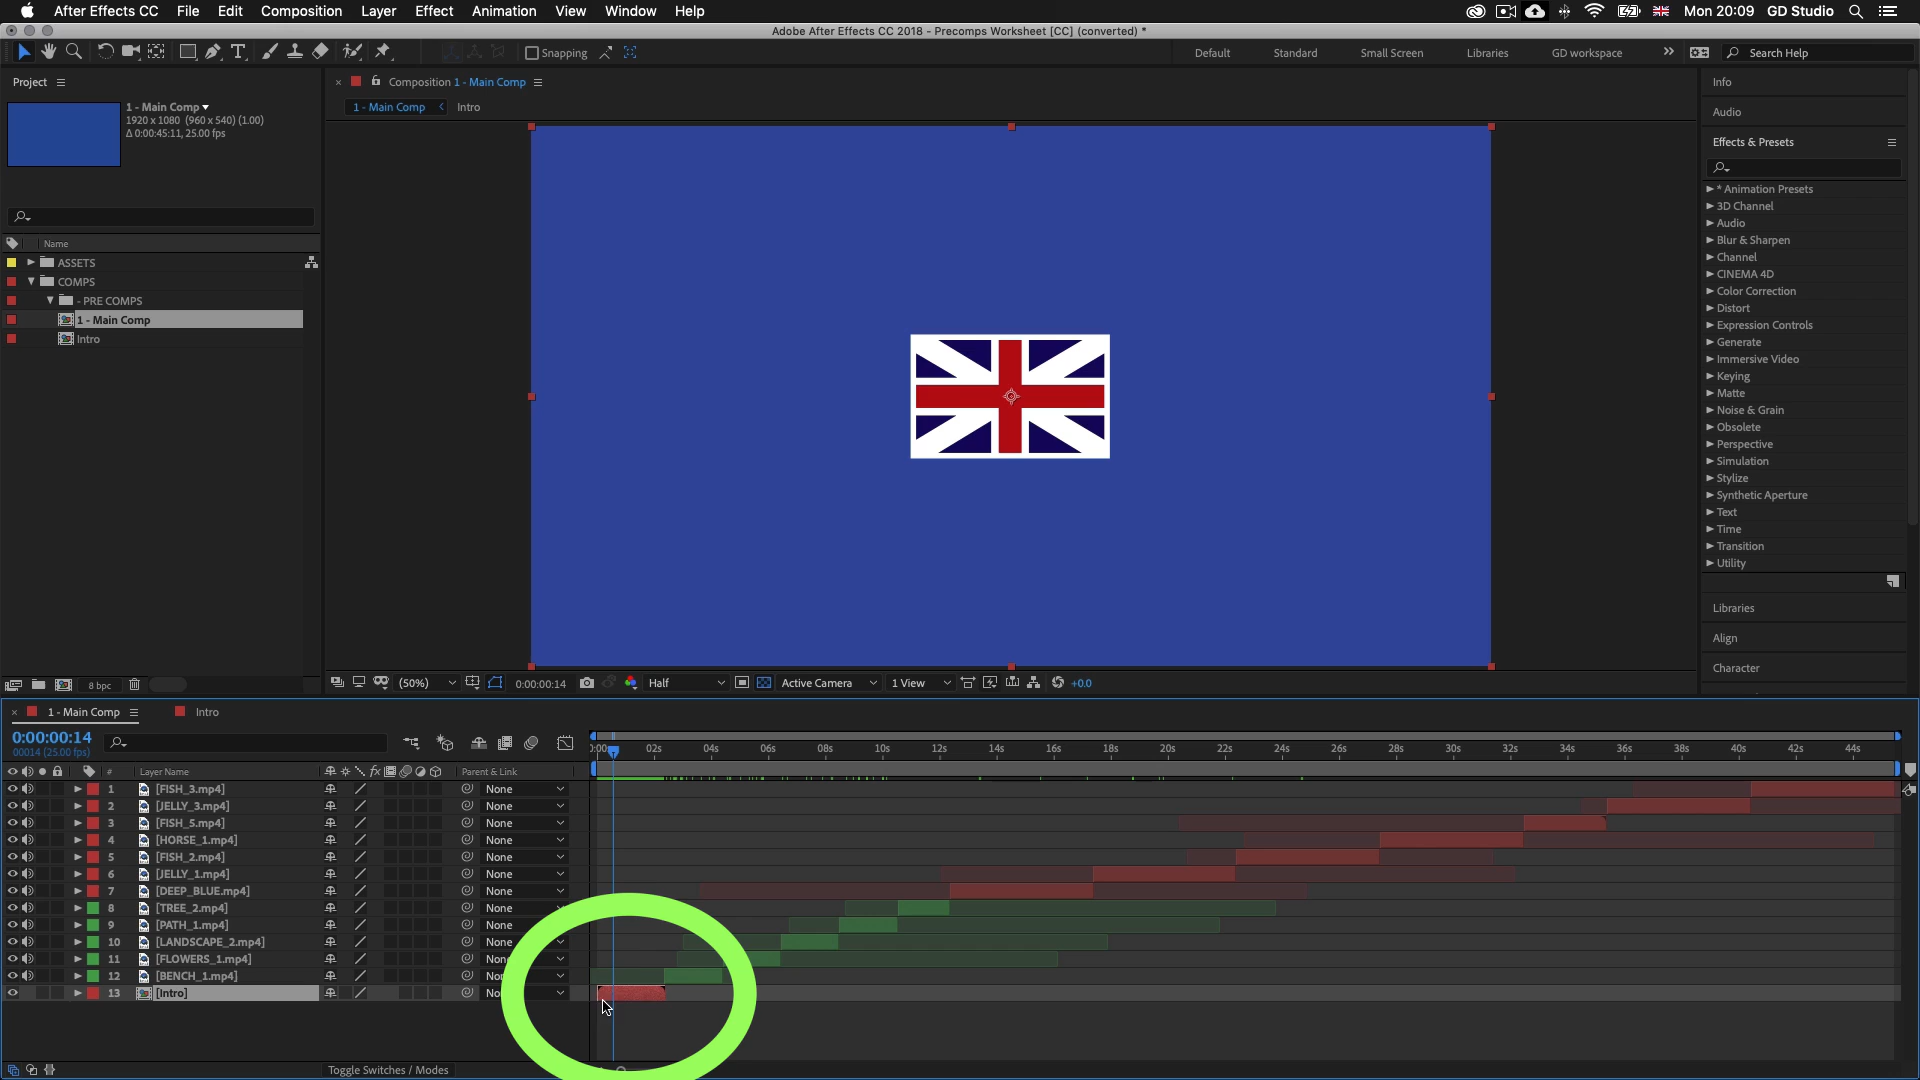 After Effects CC File Edit Composition Layer Effect Animation View Window Help Mon 20:09 GD Studio
Adobe After Effects CC 2018 - Precomps Worksheet [CC] (converted) *
Snapping Default Standard Small Screen Libraries GD workspace Search Help
Project
Composition 1 - Main Comp
1 - Main Comp Intro
1 - Main Comp
1920 x 1080 (960 x 540) (1.00)
Δ 0:00:45:11, 25.00 fps
Name
ASSETS
COMPS
- PRE COMPS
1 - Main Comp
Intro
8 bpc
(50%) 0:00:00:14 Half Active Camera 1 View +0.0
Info
Audio
Effects & Presets
* Animation Presets
3D Channel
Audio
Blur & Sharpen
Channel
CINEMA 4D
Color Correction
Distort
Expression Controls
Generate
Immersive Video
Keying
Matte
Noise & Grain
Obsolete
Perspective
Simulation
Stylize
Synthetic Aperture
Text
Time
Transition
Utility
Libraries
Align
Character
1 - Main Comp Intro
0:00:00:14
00014 (25.00 fps)
02s 04s 06s 08s 10s 12s 14s 16s 18s 20s 22s 24s 26s 28s 30s 32s 34s 36s 38s 40s 42s 44s
# Layer Name fx Parent & Link
1 [FISH_3.mp4] None
2 [JELLY_3.mp4] None
3 [FISH_5.mp4] None
4 [HORSE_1.mp4] None
5 [FISH_2.mp4] None
6 [JELLY_1.mp4] None
7 [DEEP_BLUE.mp4] None
8 [TREE_2.mp4] None
9 [PATH_1.mp4] None
10 [LANDSCAPE_2.mp4] None
11 [FLOWERS_1.mp4]
12 [BENCH_1.mp4]
13 [Intro]
Toggle Switches / Modes